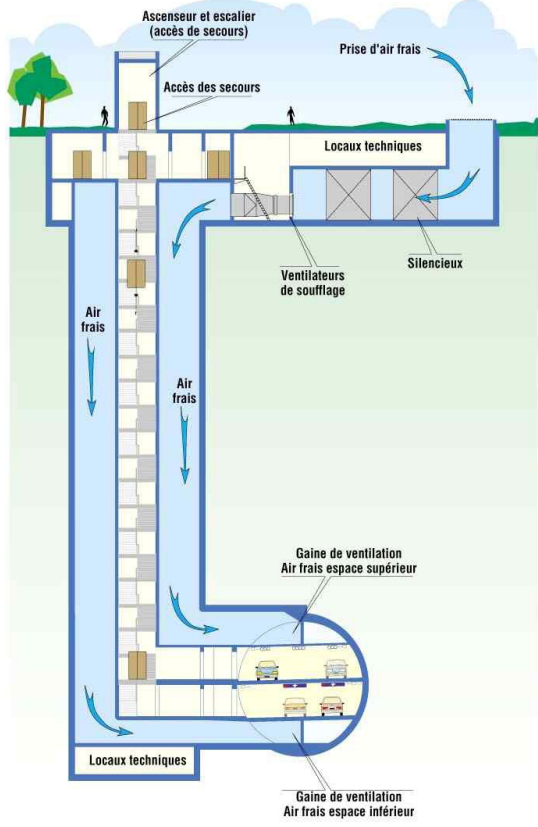 Ascenseur et escalier
(accès de secours)
Prise d'air frais
Accès des secours
Locaux techniques
Silencieux
Ventilateurs
de soufflage
Air
frais
Air
frais
Gaine de ventilation
Air frais espace supérieur
Locaux techniques
Gaine de ventilation
Air frais espace inférieur